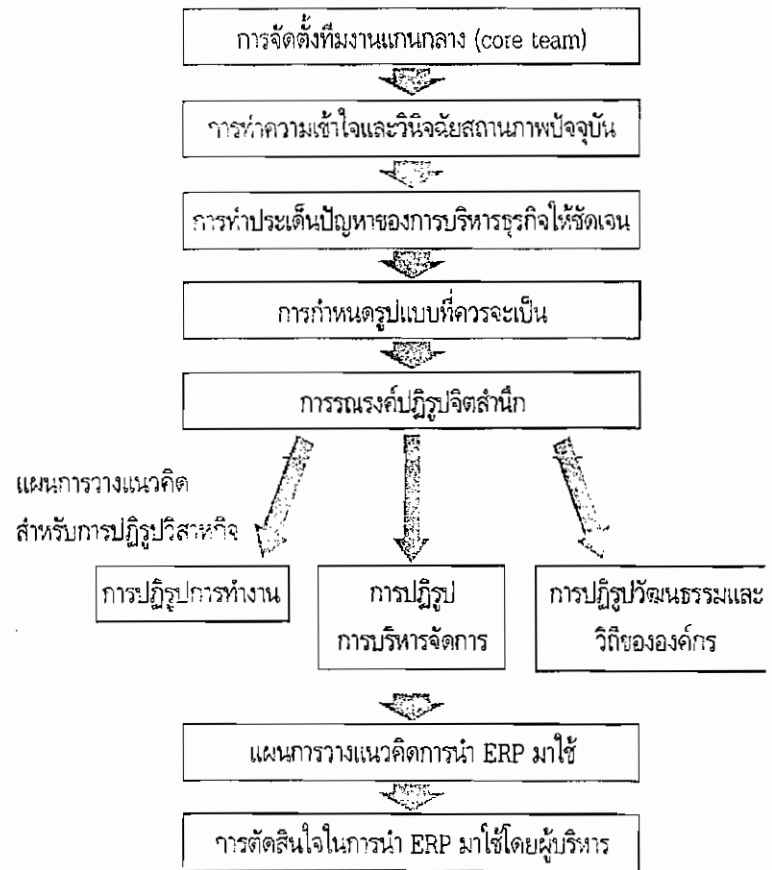 การจัดตั้งทีมงานแกนกลาง (core team)
การทำความเข้าใจและวินิจฉัยสถานภาพปัจจุบัน
การทำประเด็นปัญหาของการบริหารธุรกิจให้ชัดเจน
การกำหนดรูปแบบที่ควรจะเป็น
การรณรงค์ปฏิรูปจิตสำนึก
แผนการวางแนวคิด
สำหรับการปฏิรูปวิสาหกิจ
การปฏิรูปการทำงาน
การปฏิรูป
การบริหารจัดการ
การปฏิรูปวัฒนธรรมและ
วิถีขององค์กร
แผนการวางแนวคิดการนำ ERP มาใช้
การตัดสินใจในการนำ ERP มาใช้โดยผู้บริหาร